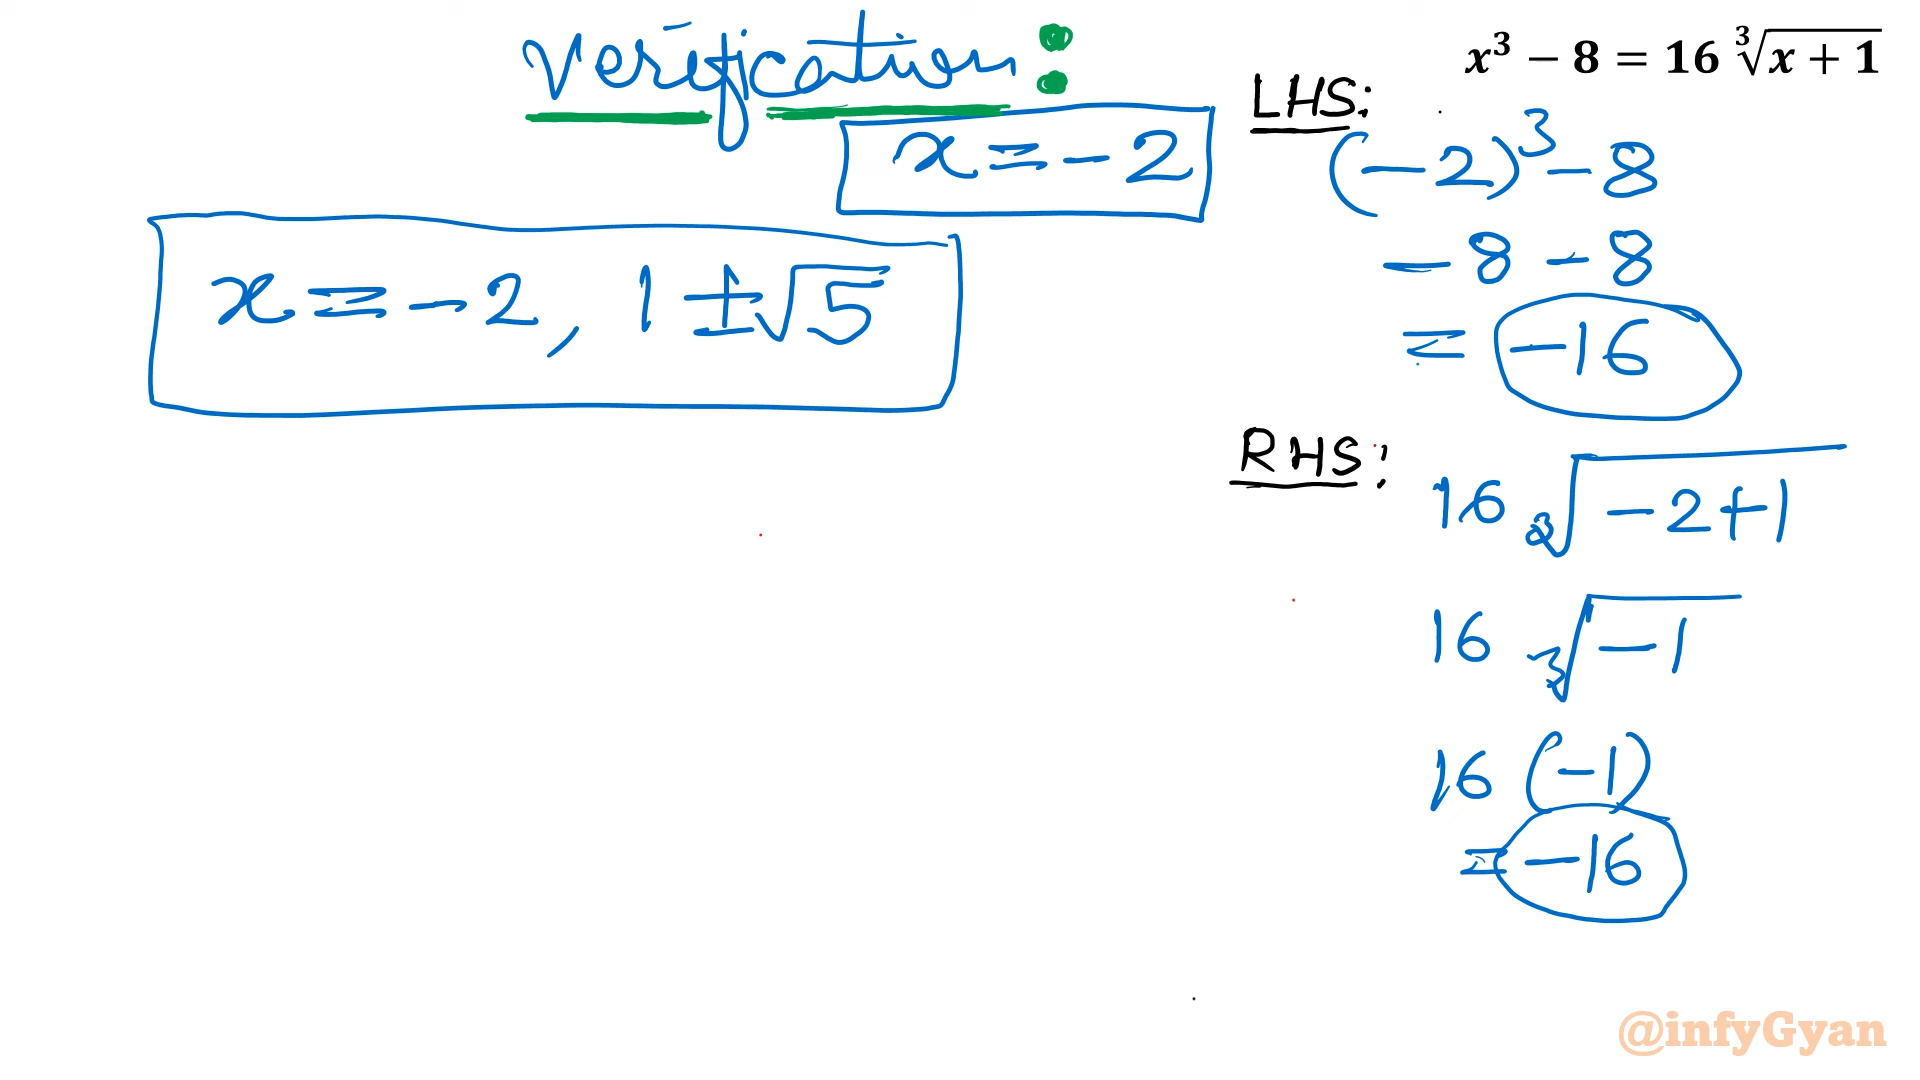 verification:
x³ − 8 = 16 ∛(x + 1)
x = −2
x = −2, 1 ± √5
LHS:
(−2)³ − 8
− 8 − 8
= −16
RHS:
16 ∛(−2+1)
16 ∛(−1)
16 (−1)
= −16
@infyGyan